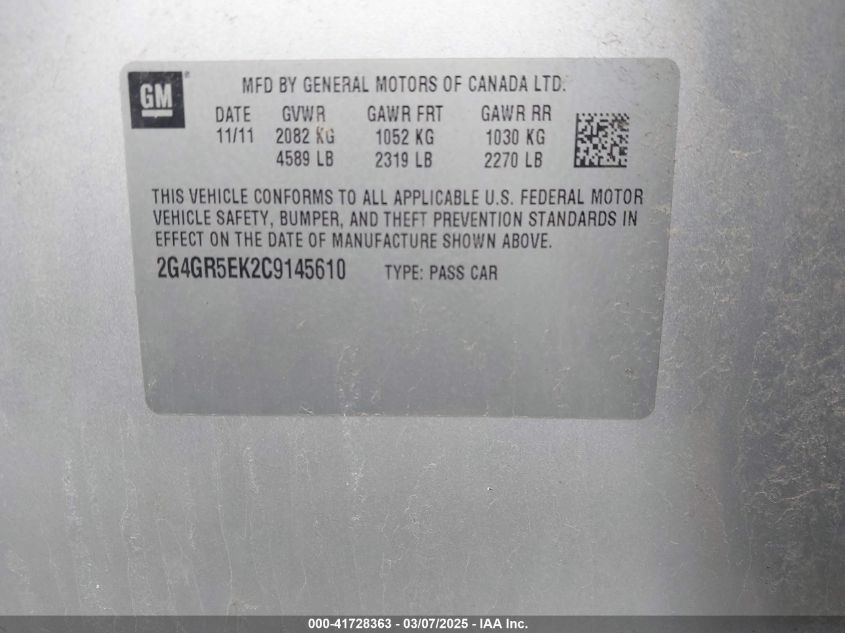 GM
MFD BY GENERAL MOTORS OF CANADA LTD.
DATE GVWR GAWR FRT GAWR RR
11/11 2082 KG 1052 KG 1030 KG
4589 LB 2319 LB 2270 LB
THIS VEHICLE CONFORMS TO ALL APPLICABLE U.S. FEDERAL MOTOR
VEHICLE SAFETY, BUMPER, AND THEFT PREVENTION STANDARDS IN
EFFECT ON THE DATE OF MANUFACTURE SHOWN ABOVE.
2G4GR5EK2C9145610 TYPE: PASS CAR
000-41728363 - 03/07/2025 - IAA Inc.